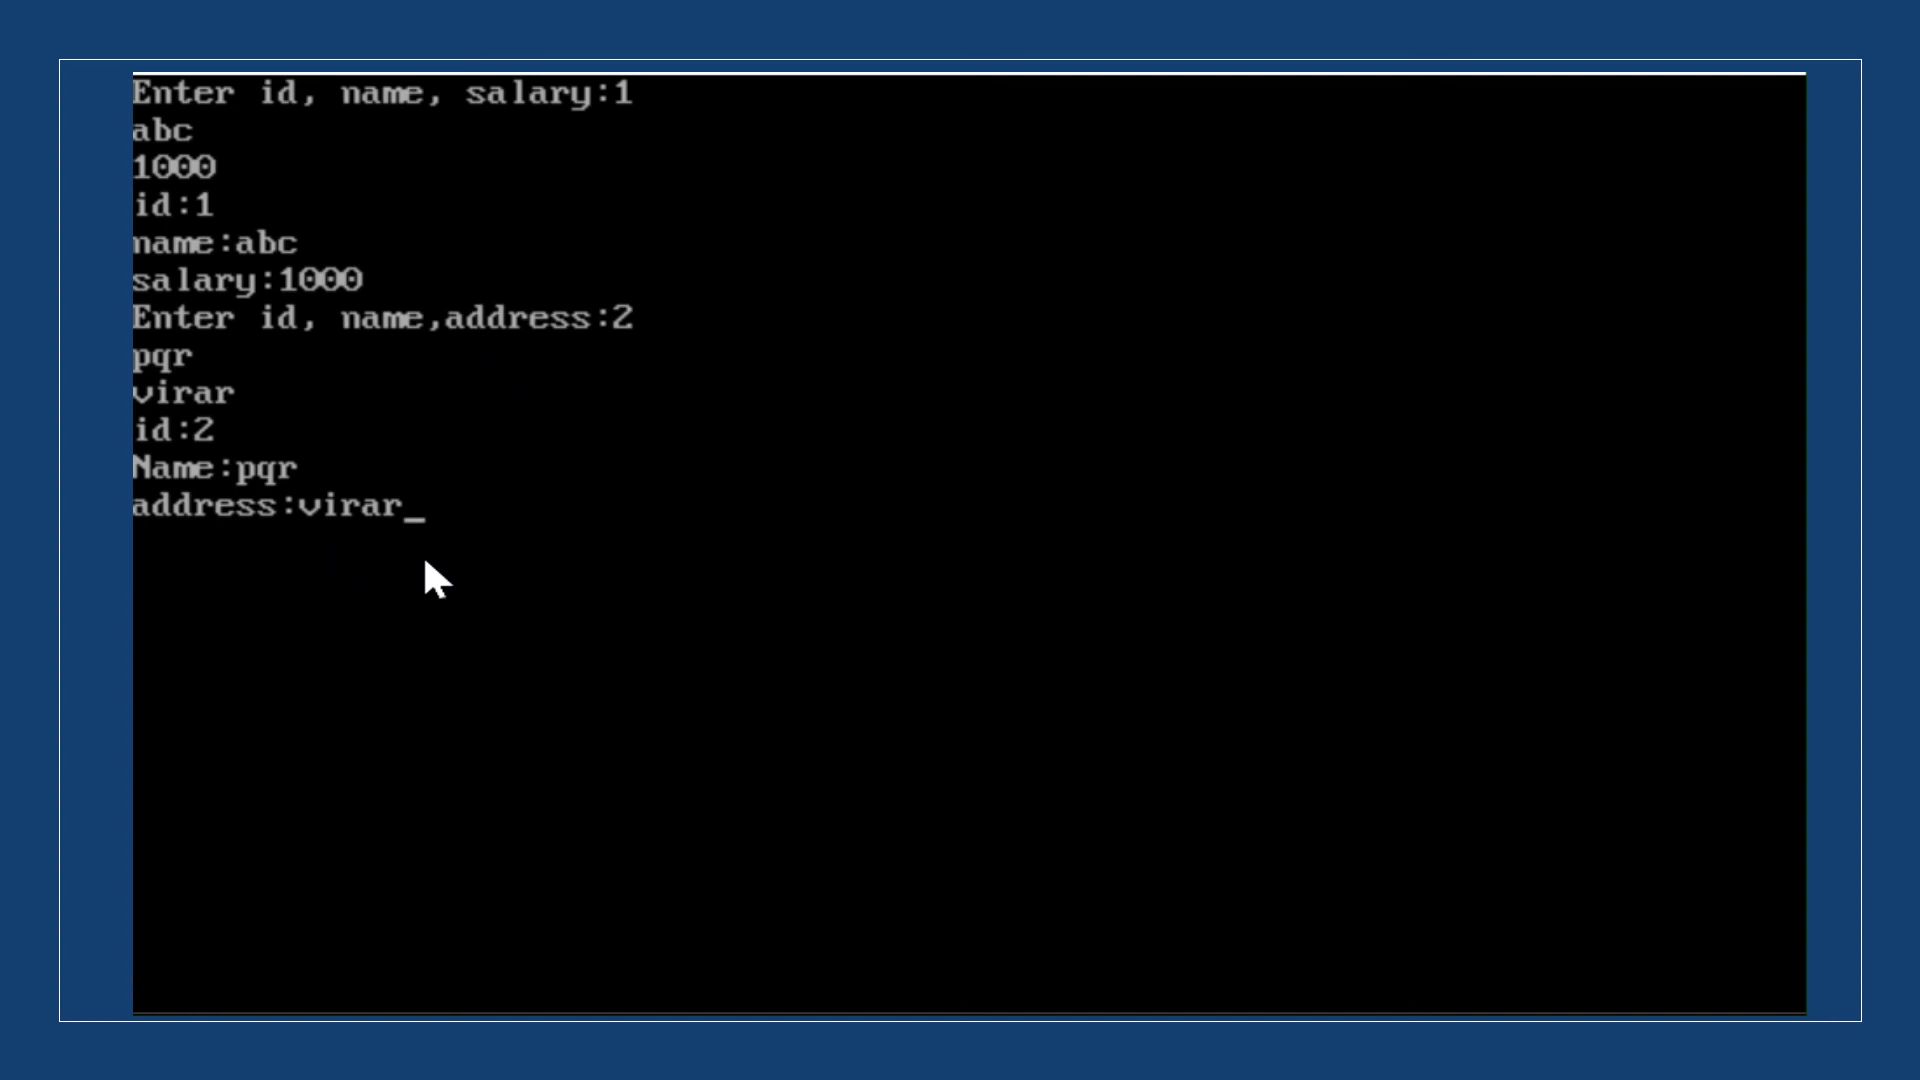 Enter id, name, salary:1
abc
1000
id:1
name:abc
salary:1000
Enter id, name,address:2
pqr
virar
id:2
Name:pqr
address:virar_